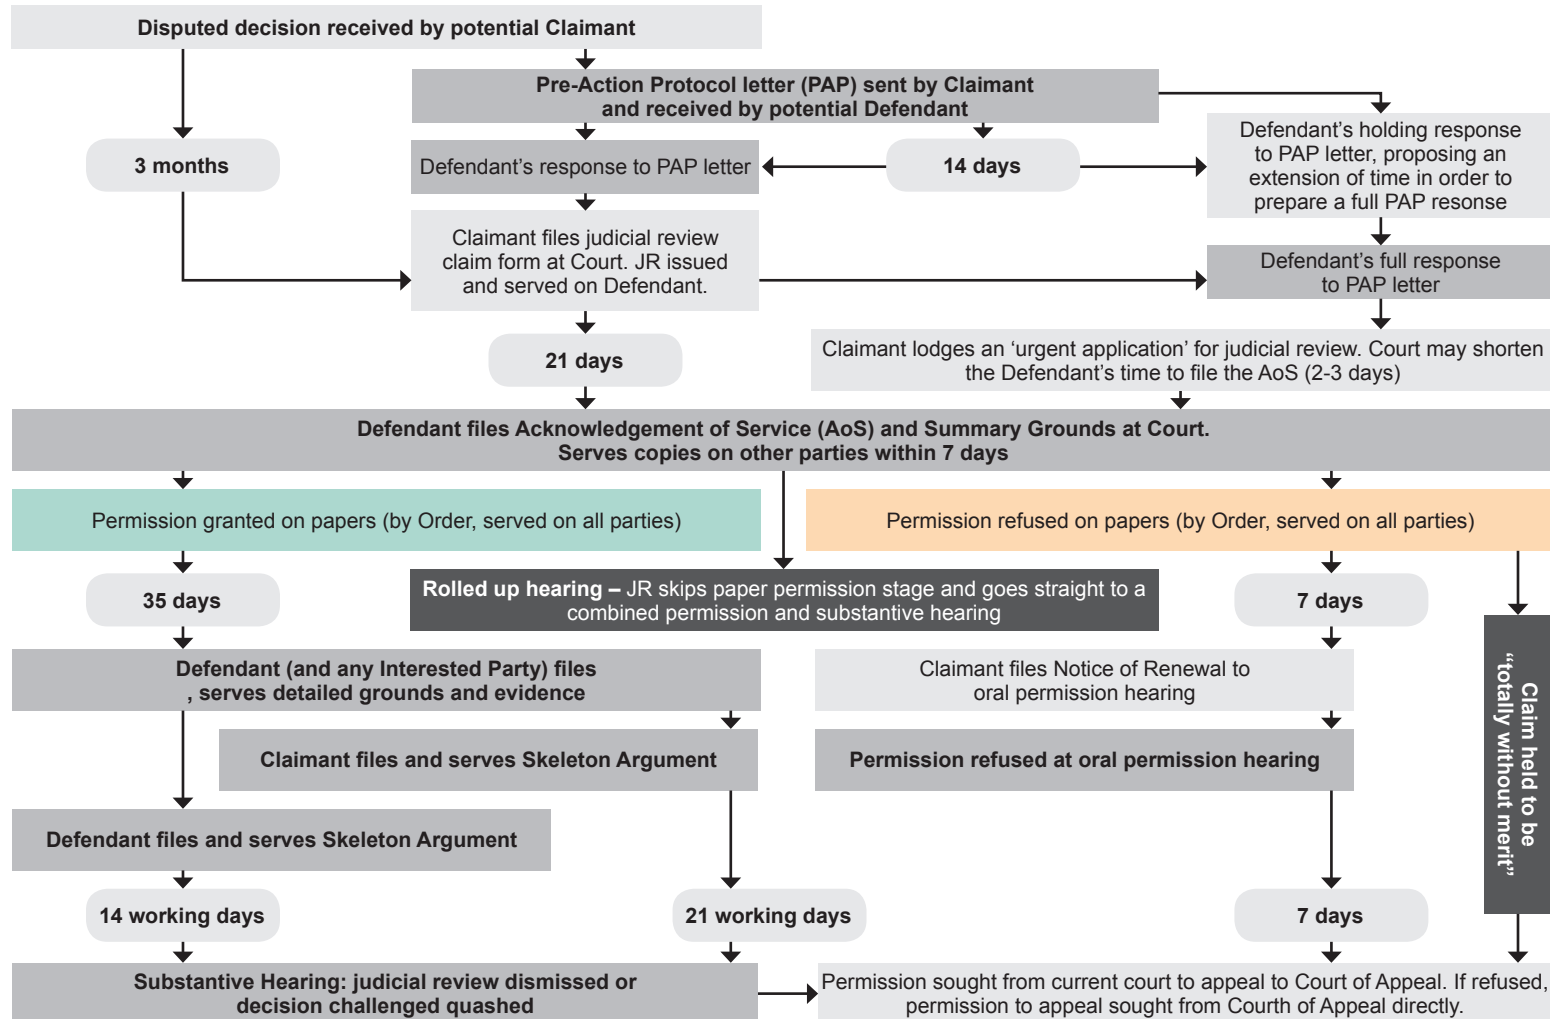 Disputed decision received by potential Claimant
Pre-Action Protocol letter (PAP) sent by Claimant
and received by potential Defendant
3 months
Defendant's response to PAP letter
14 days
Defendant's holding response
to PAP letter, proposing an
extension of time in order to
prepare a full PAP resonse
Claimant files judicial review
claim form at Court. JR issued
and served on Defendant.
Defendant's full response
to PAP letter
21 days
Claimant lodges an 'urgent application' for judicial review. Court may shorten
the Defendant's time to file the AoS (2-3 days)
Defendant files Acknowledgement of Service (AoS) and Summary Grounds at Court.
Serves copies on other parties within 7 days
Permission granted on papers (by Order, served on all parties)
Permission refused on papers (by Order, served on all parties)
35 days
Rolled up hearing – JR skips paper permission stage and goes straight to a
combined permission and substantive hearing
7 days
Defendant (and any Interested Party) files
, serves detailed grounds and evidence
Claimant files Notice of Renewal to
oral permission hearing
Claim held to be
“totally without merit”
Claimant files and serves Skeleton Argument
Permission refused at oral permission hearing
Defendant files and serves Skeleton Argument
14 working days
21 working days
7 days
Substantive Hearing: judicial review dismissed or
decision challenged quashed
Permission sought from current court to appeal to Court of Appeal. If refused,
permission to appeal sought from Courth of Appeal directly.